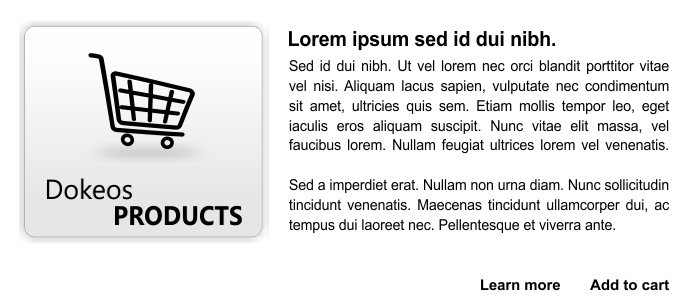 Dokeos
PRODUCTS
Lorem ipsum sed id dui nibh.
Sed id dui nibh. Ut vel lorem nec orci blandit porttitor vitae
vel nisi. Aliquam lacus sapien, vulputate nec condimentum
sit amet, ultricies quis sem. Etiam mollis tempor leo, eget
iaculis eros aliquam suscipit. Nunc vitae elit massa, vel
faucibus lorem. Nullam feugiat ultrices lorem vel venenatis.
Sed a imperdiet erat. Nullam non urna diam. Nunc sollicitudin
tincidunt venenatis. Maecenas tincidunt ullamcorper dui, ac
tempus dui laoreet nec. Pellentesque et viverra ante.
Learn more Add to cart